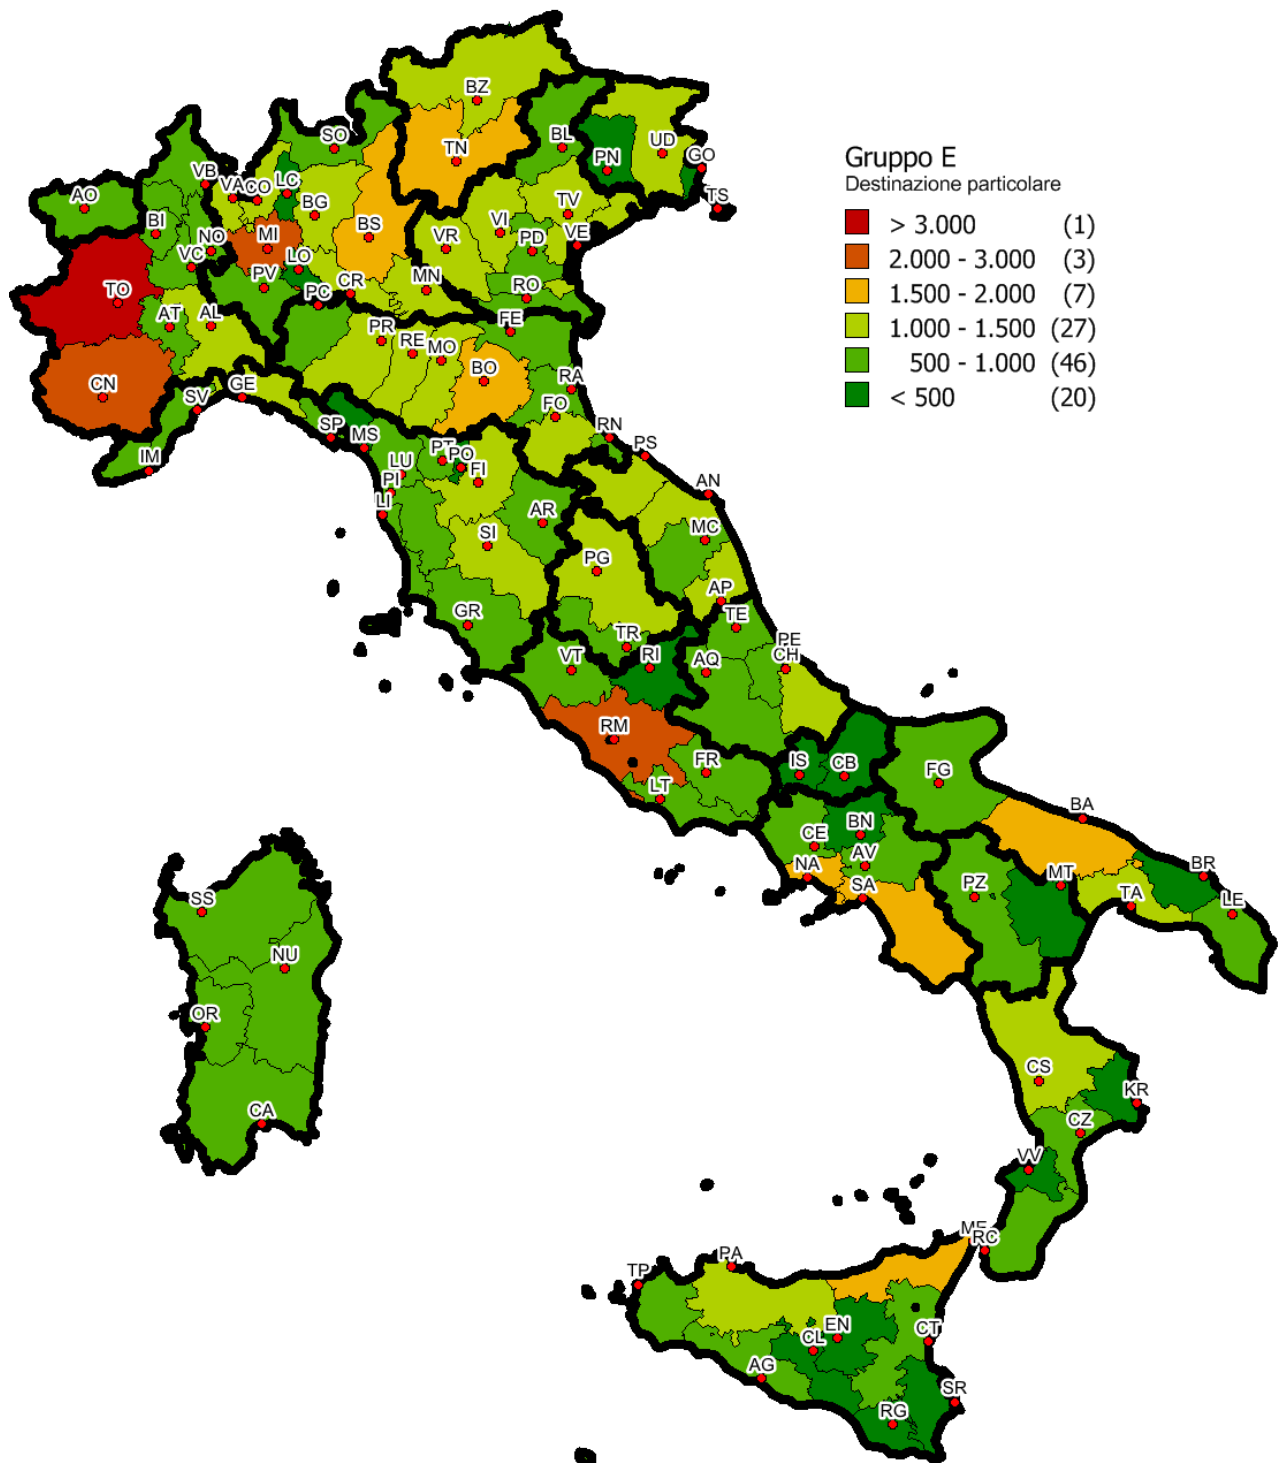 Gruppo E
Destinazione particolare
> 3.000 (1)
2.000 - 3.000 (3)
1.500 - 2.000 (7)
1.000 - 1.500 (27)
500 - 1.000 (46)
< 500 (20)
BZ
TN
SO
BL
PN
UD
GO
TS
VB
VA
CO
LC
BG
BS
AO
BI
NO
VC
MI
LO
PV
CR
PC
MN
VR
VI
TV
PD
VE
RO
TO
AT
AL
CN
PR
RE
MO
BO
FE
RA
FO
RN
PS
SV
GE
IM
SP
MS
LU
PT
PO
FI
PI
LI
AR
SI
AN
MC
PG
AP
GR
TR
TE
VT
RI
AQ
PE
CH
RM
FR
LT
IS
CB
FG
BA
CE
BN
AV
NA
SA
PZ
MT
TA
BR
LE
SS
NU
OR
CA
CS
KR
CZ
VV
RC
TP
PA
EN
CL
CT
AG
SR
RG